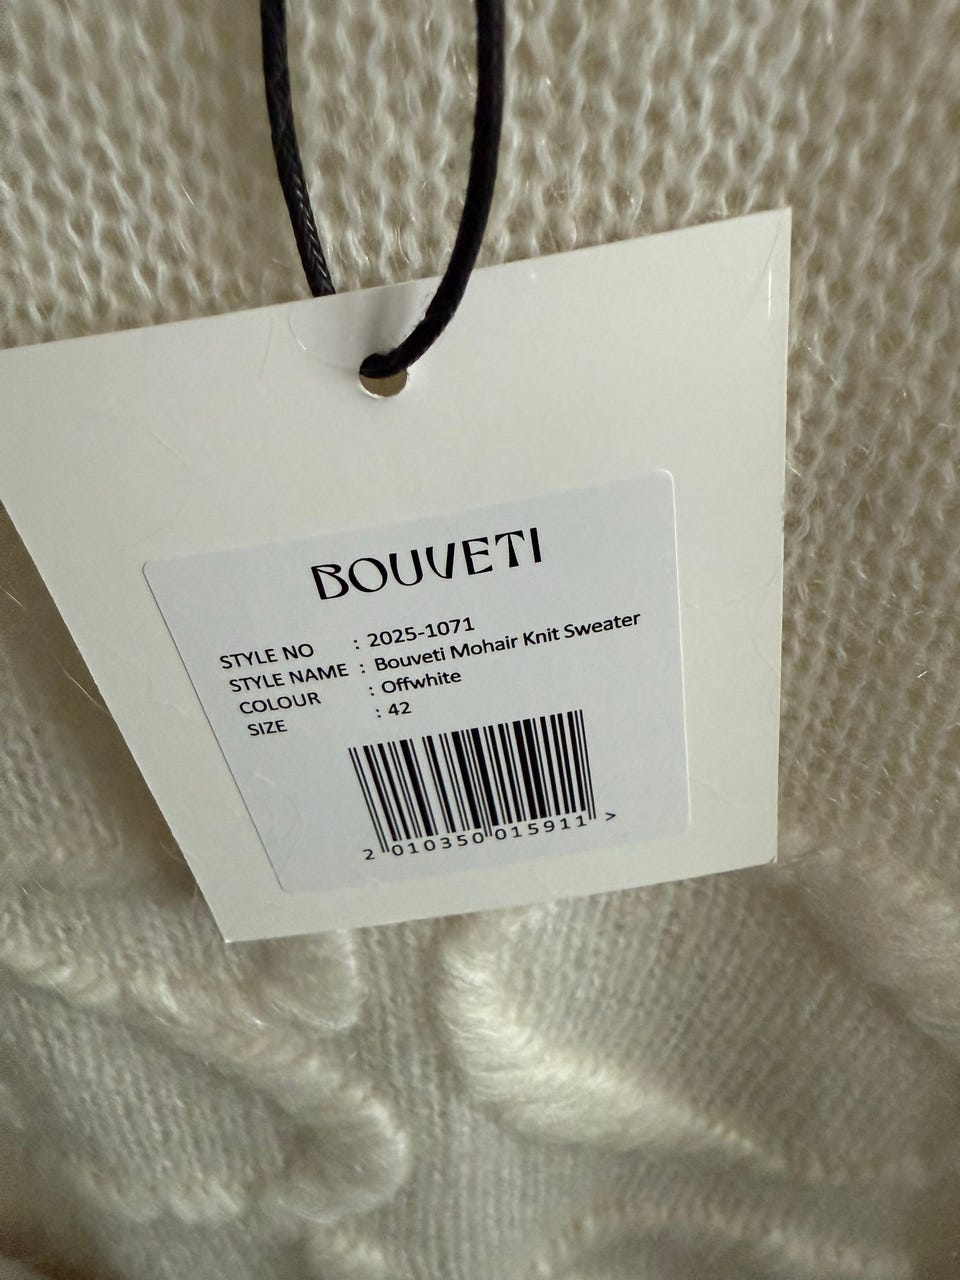 BOUVETI
STYLE NO : 2025-1071
STYLE NAME : Bouveti Mohair Knit Sweater
COLOUR : Offwhite
SIZE : 42
2 010350 015911 >